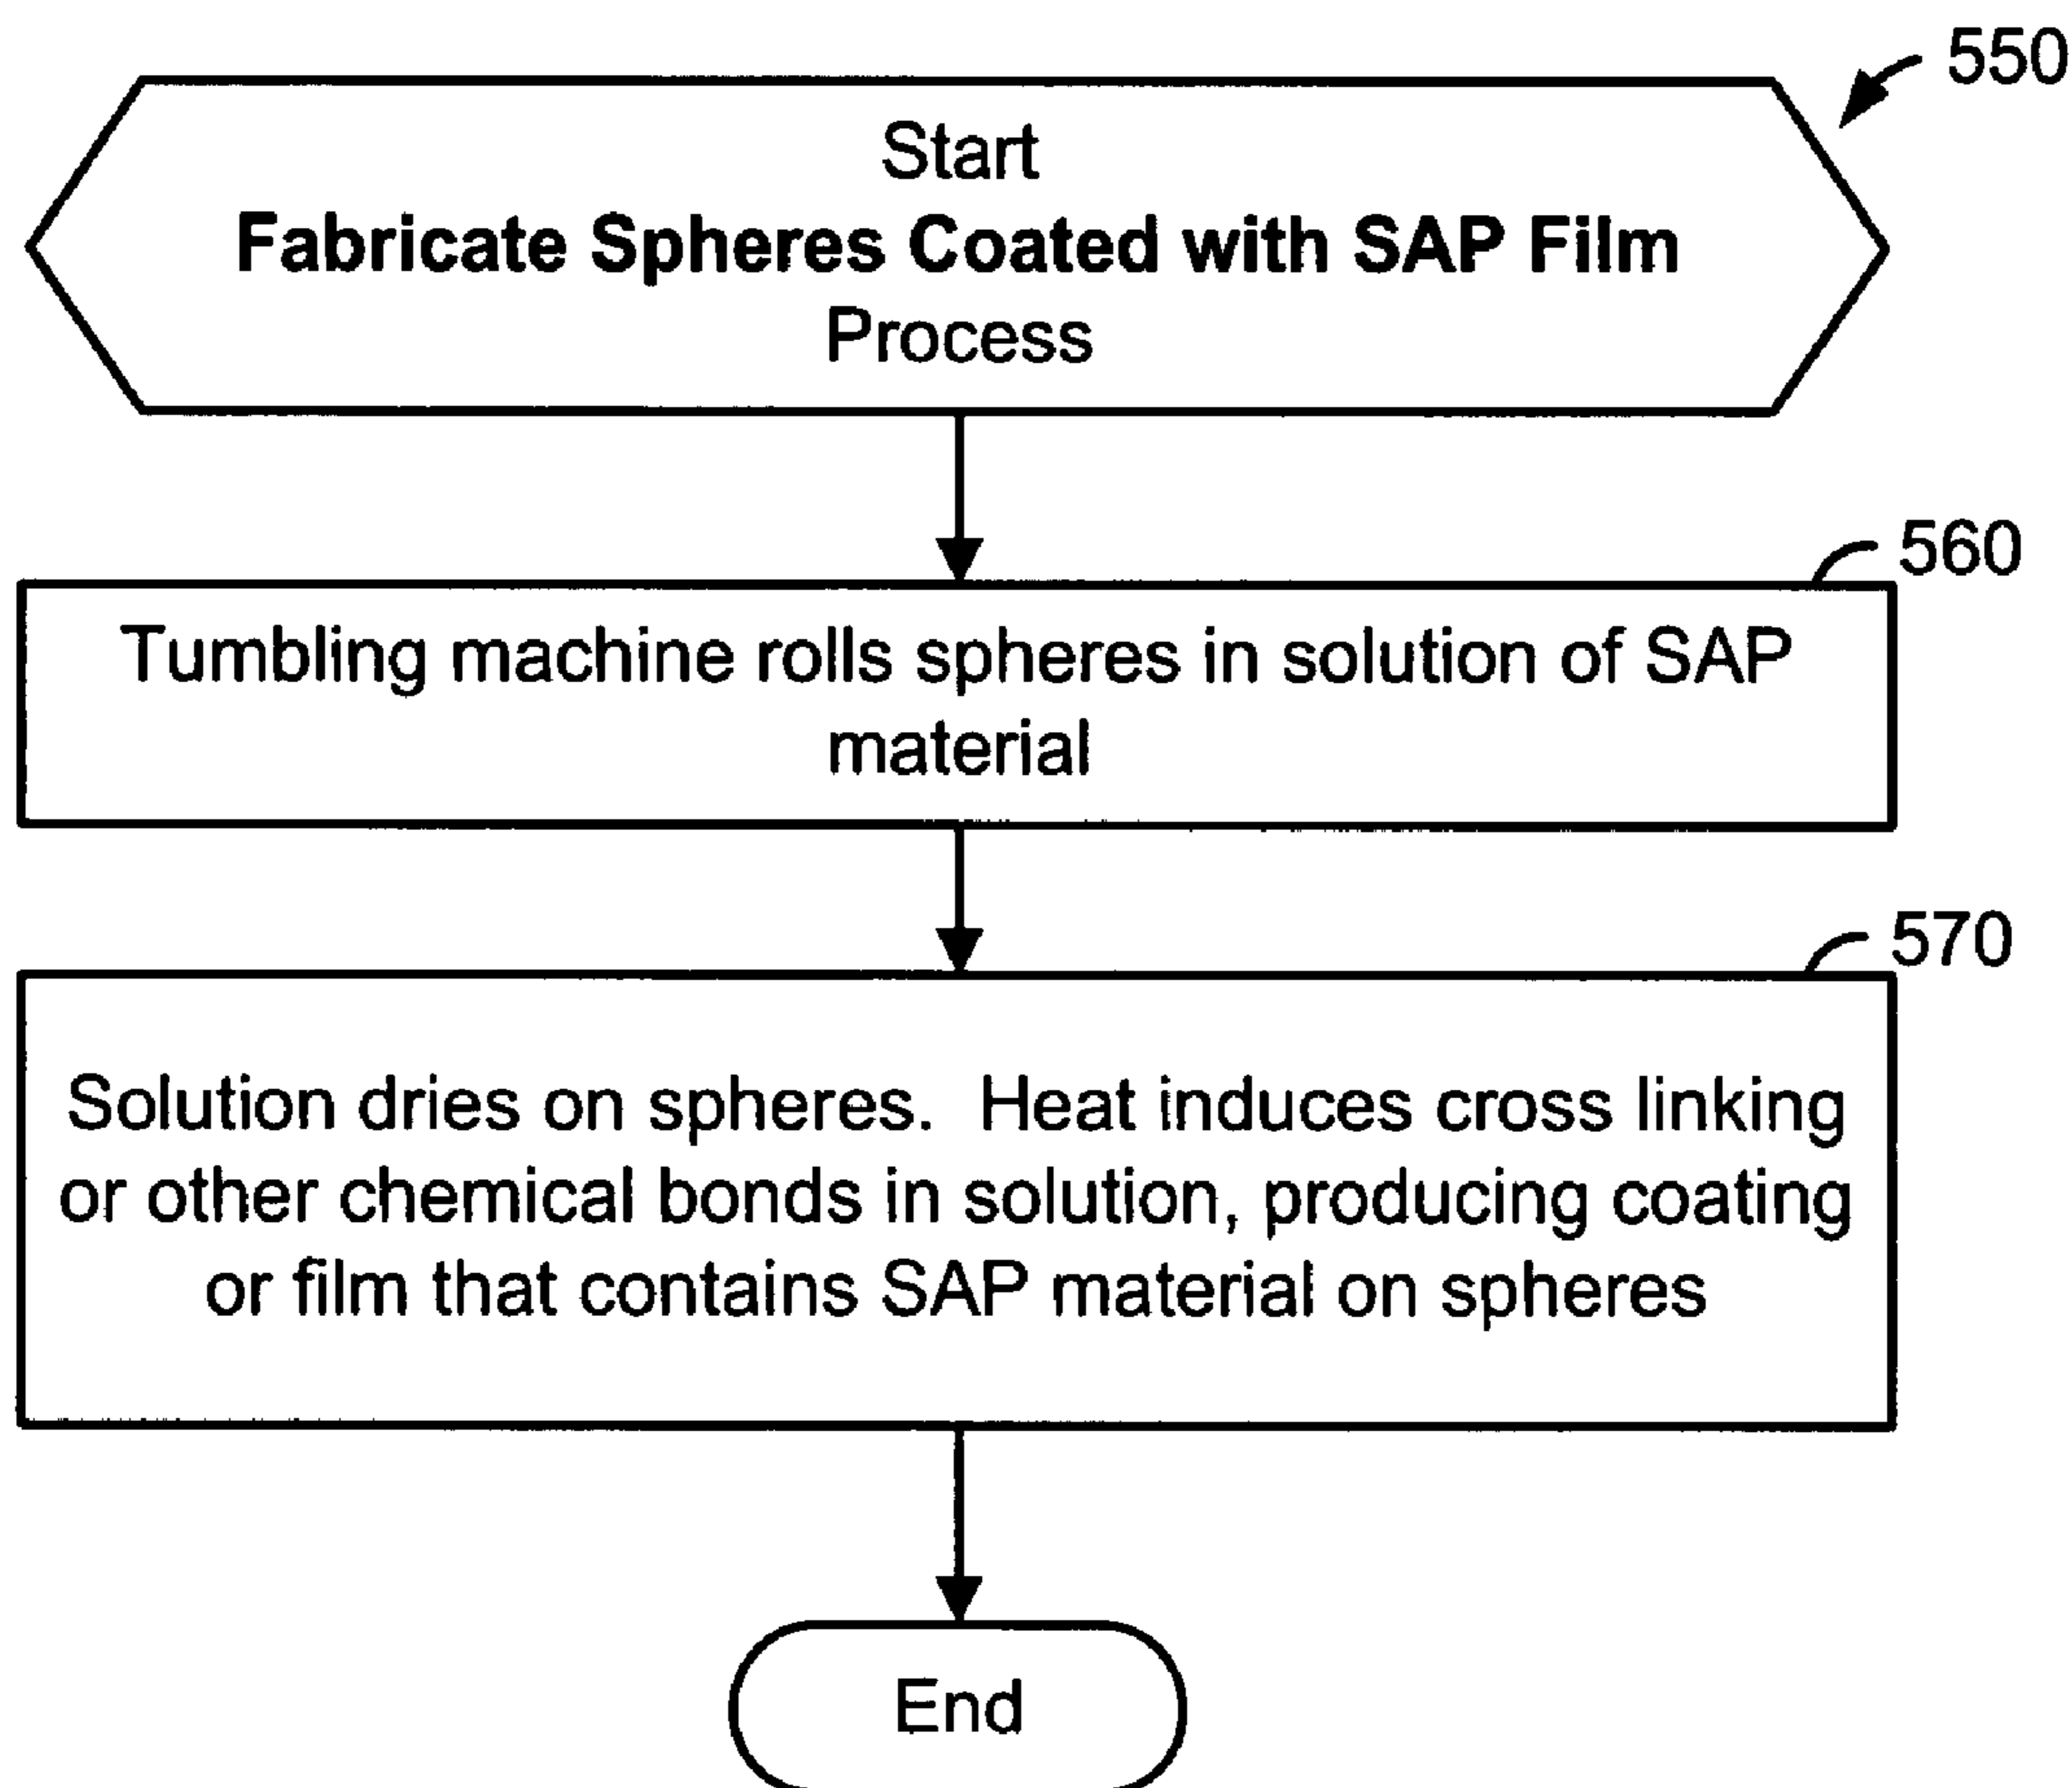 550
Start
Fabricate Spheres Coated with SAP Film
Process
560
Tumbling machine rolls spheres in solution of SAP
material
570
Solution dries on spheres.  Heat induces cross linking
or other chemical bonds in solution, producing coating
or film that contains SAP material on spheres
End